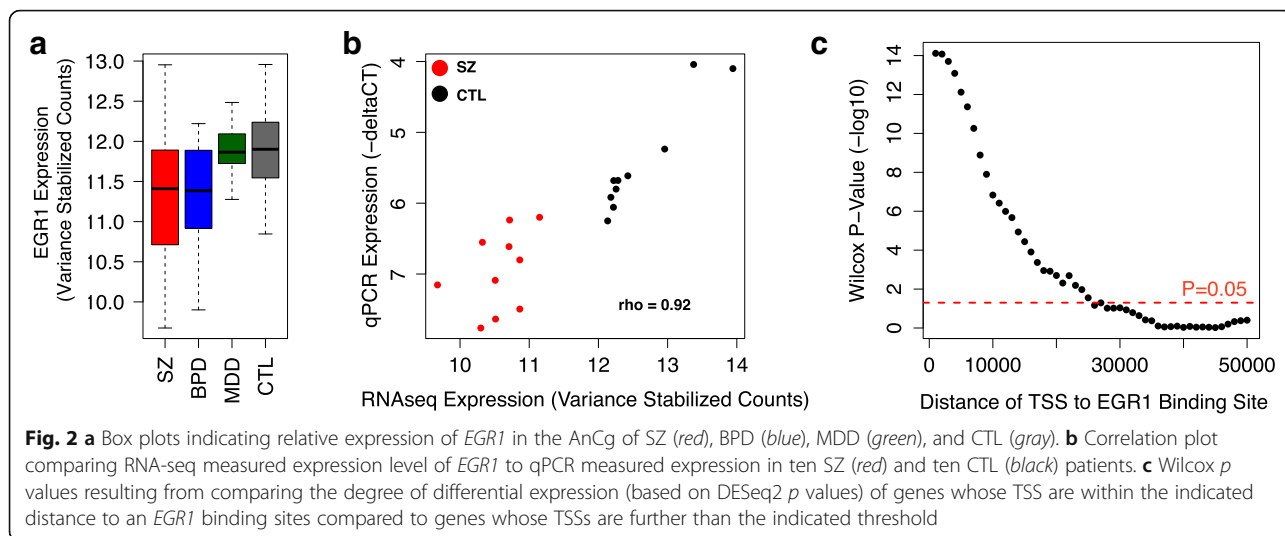 a
EGR1 Expression
(Variance Stabilized Counts)
13.0
12.5
12.0
11.5
11.0
10.5
10.0
SZ
BPD
MDD
CTL
b
qPCR Expression (−deltaCT)
4
5
6
7
SZ
CTL
rho = 0.92
10
11
12
13
14
RNAseq Expression (Variance Stabilized Counts)
c
Wilcox P−Value (−log10)
14
12
10
8
6
4
2
0
P=0.05
0
10000
30000
50000
Distance of TSS to EGR1 Binding Site
Fig. 2 a Box plots indicating relative expression of EGR1 in the AnCg of SZ (red), BPD (blue), MDD (green), and CTL (gray). b Correlation plot
comparing RNA-seq measured expression level of EGR1 to qPCR measured expression in ten SZ (red) and ten CTL (black) patients. c Wilcox p
values resulting from comparing the degree of differential expression (based on DESeq2 p values) of genes whose TSS are within the indicated
distance to an EGR1 binding sites compared to genes whose TSSs are further than the indicated threshold